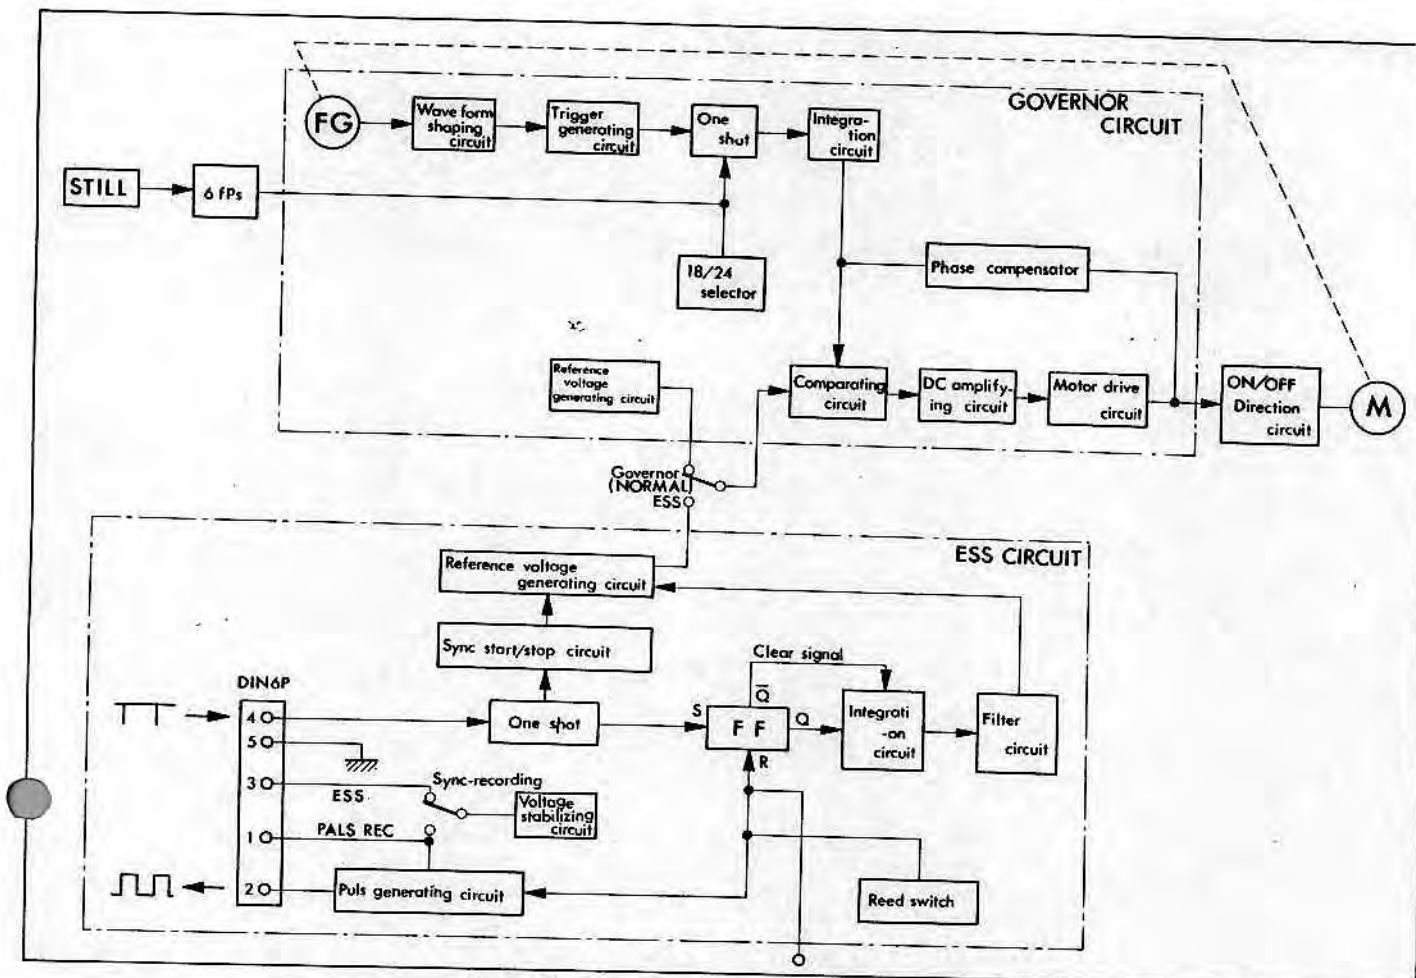 GOVERNOR
CIRCUIT
FG
Wave form
shaping
circuit
Trigger
generating
circuit
One
shut
Integra-
tion
circuit
STILL
6 fPs
18/24
selector
Phase compensator
Reference
voltage
generating circuit
Comparating
circuit
DC amplify-
ing circuit
Motor drive
circuit
ON/OFF
Direction
circuit
M
Governor
(NORMAL)
ESS
ESS CIRCUIT
Reference voltage
generating circuit
Sync start/stop circuit
Clear signal
DIN6P
4
One shot
S
F F
Q̅
Q
R
Integrati
-on
circuit
Filter
circuit
5
3
ESS
Sync-recording
Voltage
stabilizing
circuit
1
PALS REC
2
Puls generating circuit
Reed switch